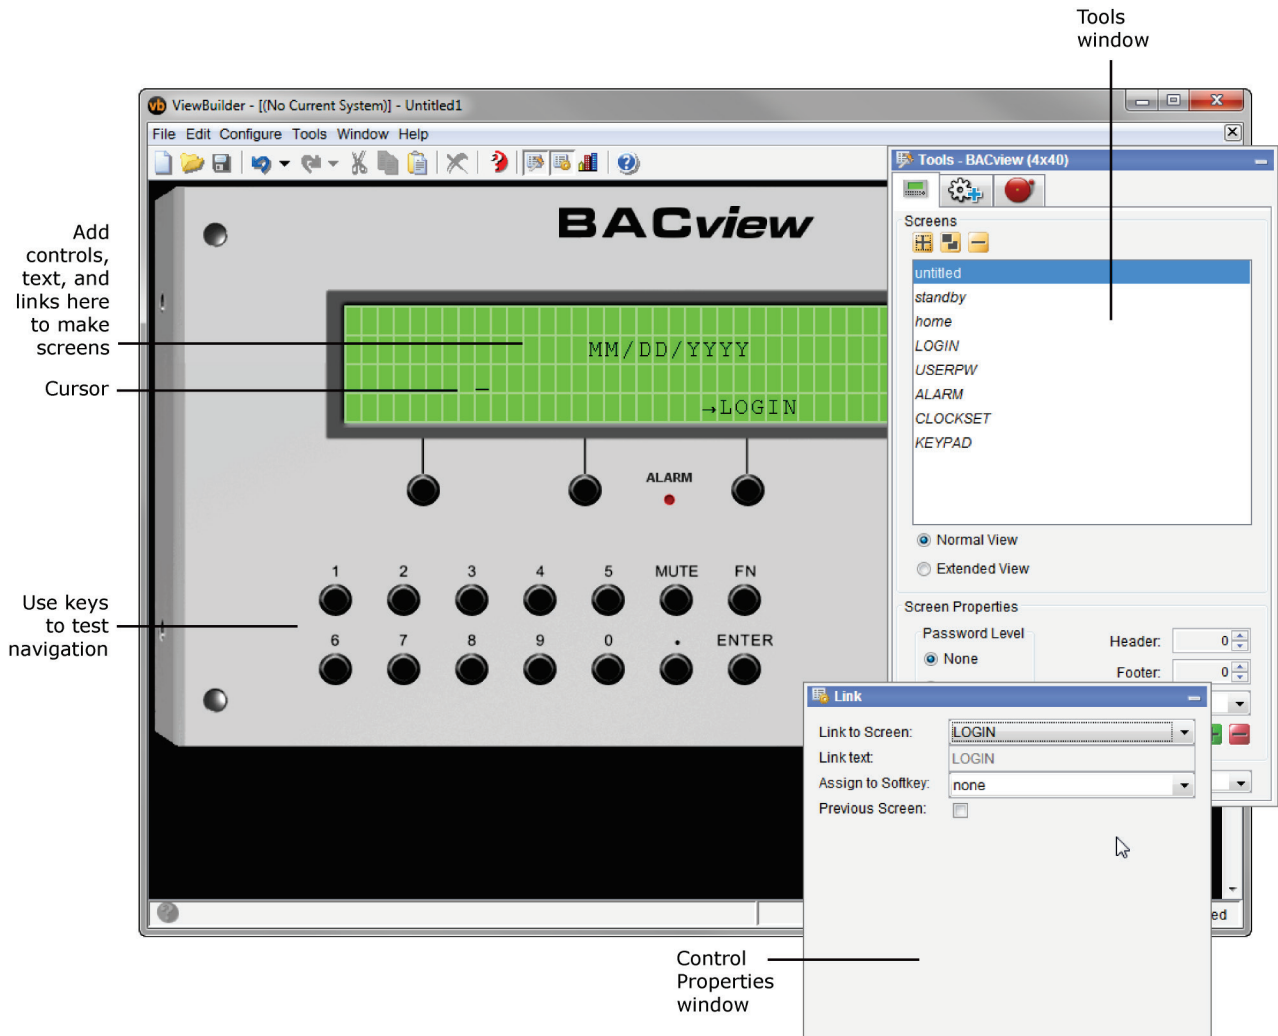 Tools
window
ViewBuilder - [(No Current System)] - Untitled1
File Edit Configure Tools Window Help
Tools - BACview (4x40)
Screens
untitled
standby
home
LOGIN
USERPW
ALARM
CLOCKSET
KEYPAD
Normal View
Extended View
Screen Properties
Password Level
None
Header: 0
Footer: 0
BACview
Add
controls,
text, and
links here
to make
screens
MM/DD/YYYY
Cursor
→LOGIN
ALARM
1 2 3 4 5 MUTE FN
Use keys
to test
navigation
6 7 8 9 0 . ENTER
Link
Link to Screen: LOGIN
Link text: LOGIN
Assign to Softkey: none
Previous Screen:
Control
Properties
window